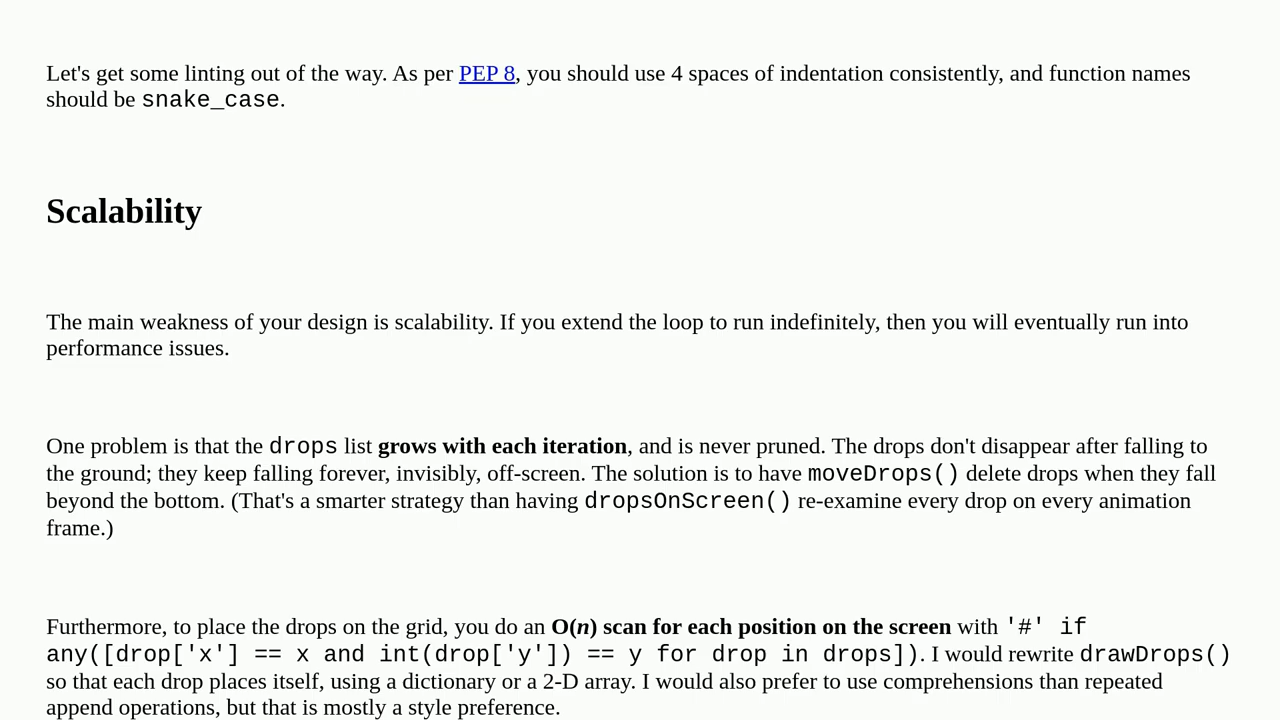 Let's get some linting out of the way. As per PEP 8, you should use 4 spaces of indentation consistently, and function names
should be snake_case.
Scalability
The main weakness of your design is scalability. If you extend the loop to run indefinitely, then you will eventually run into
performance issues.
One problem is that the drops list grows with each iteration, and is never pruned. The drops don't disappear after falling to
the ground; they keep falling forever, invisibly, off-screen. The solution is to have moveDrops() delete drops when they fall
beyond the bottom. (That's a smarter strategy than having dropsOnScreen() re-examine every drop on every animation
frame.)
Furthermore, to place the drops on the grid, you do an O(n) scan for each position on the screen with '#' if
any([drop['x'] == x and int(drop['y']) == y for drop in drops]). I would rewrite drawDrops()
so that each drop places itself, using a dictionary or a 2-D array. I would also prefer to use comprehensions than repeated
append operations, but that is mostly a style preference.